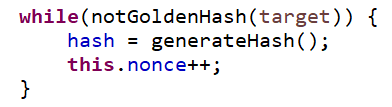 while(notGoldenHash(target)) {
    hash = generateHash();
    this.nonce++;
}